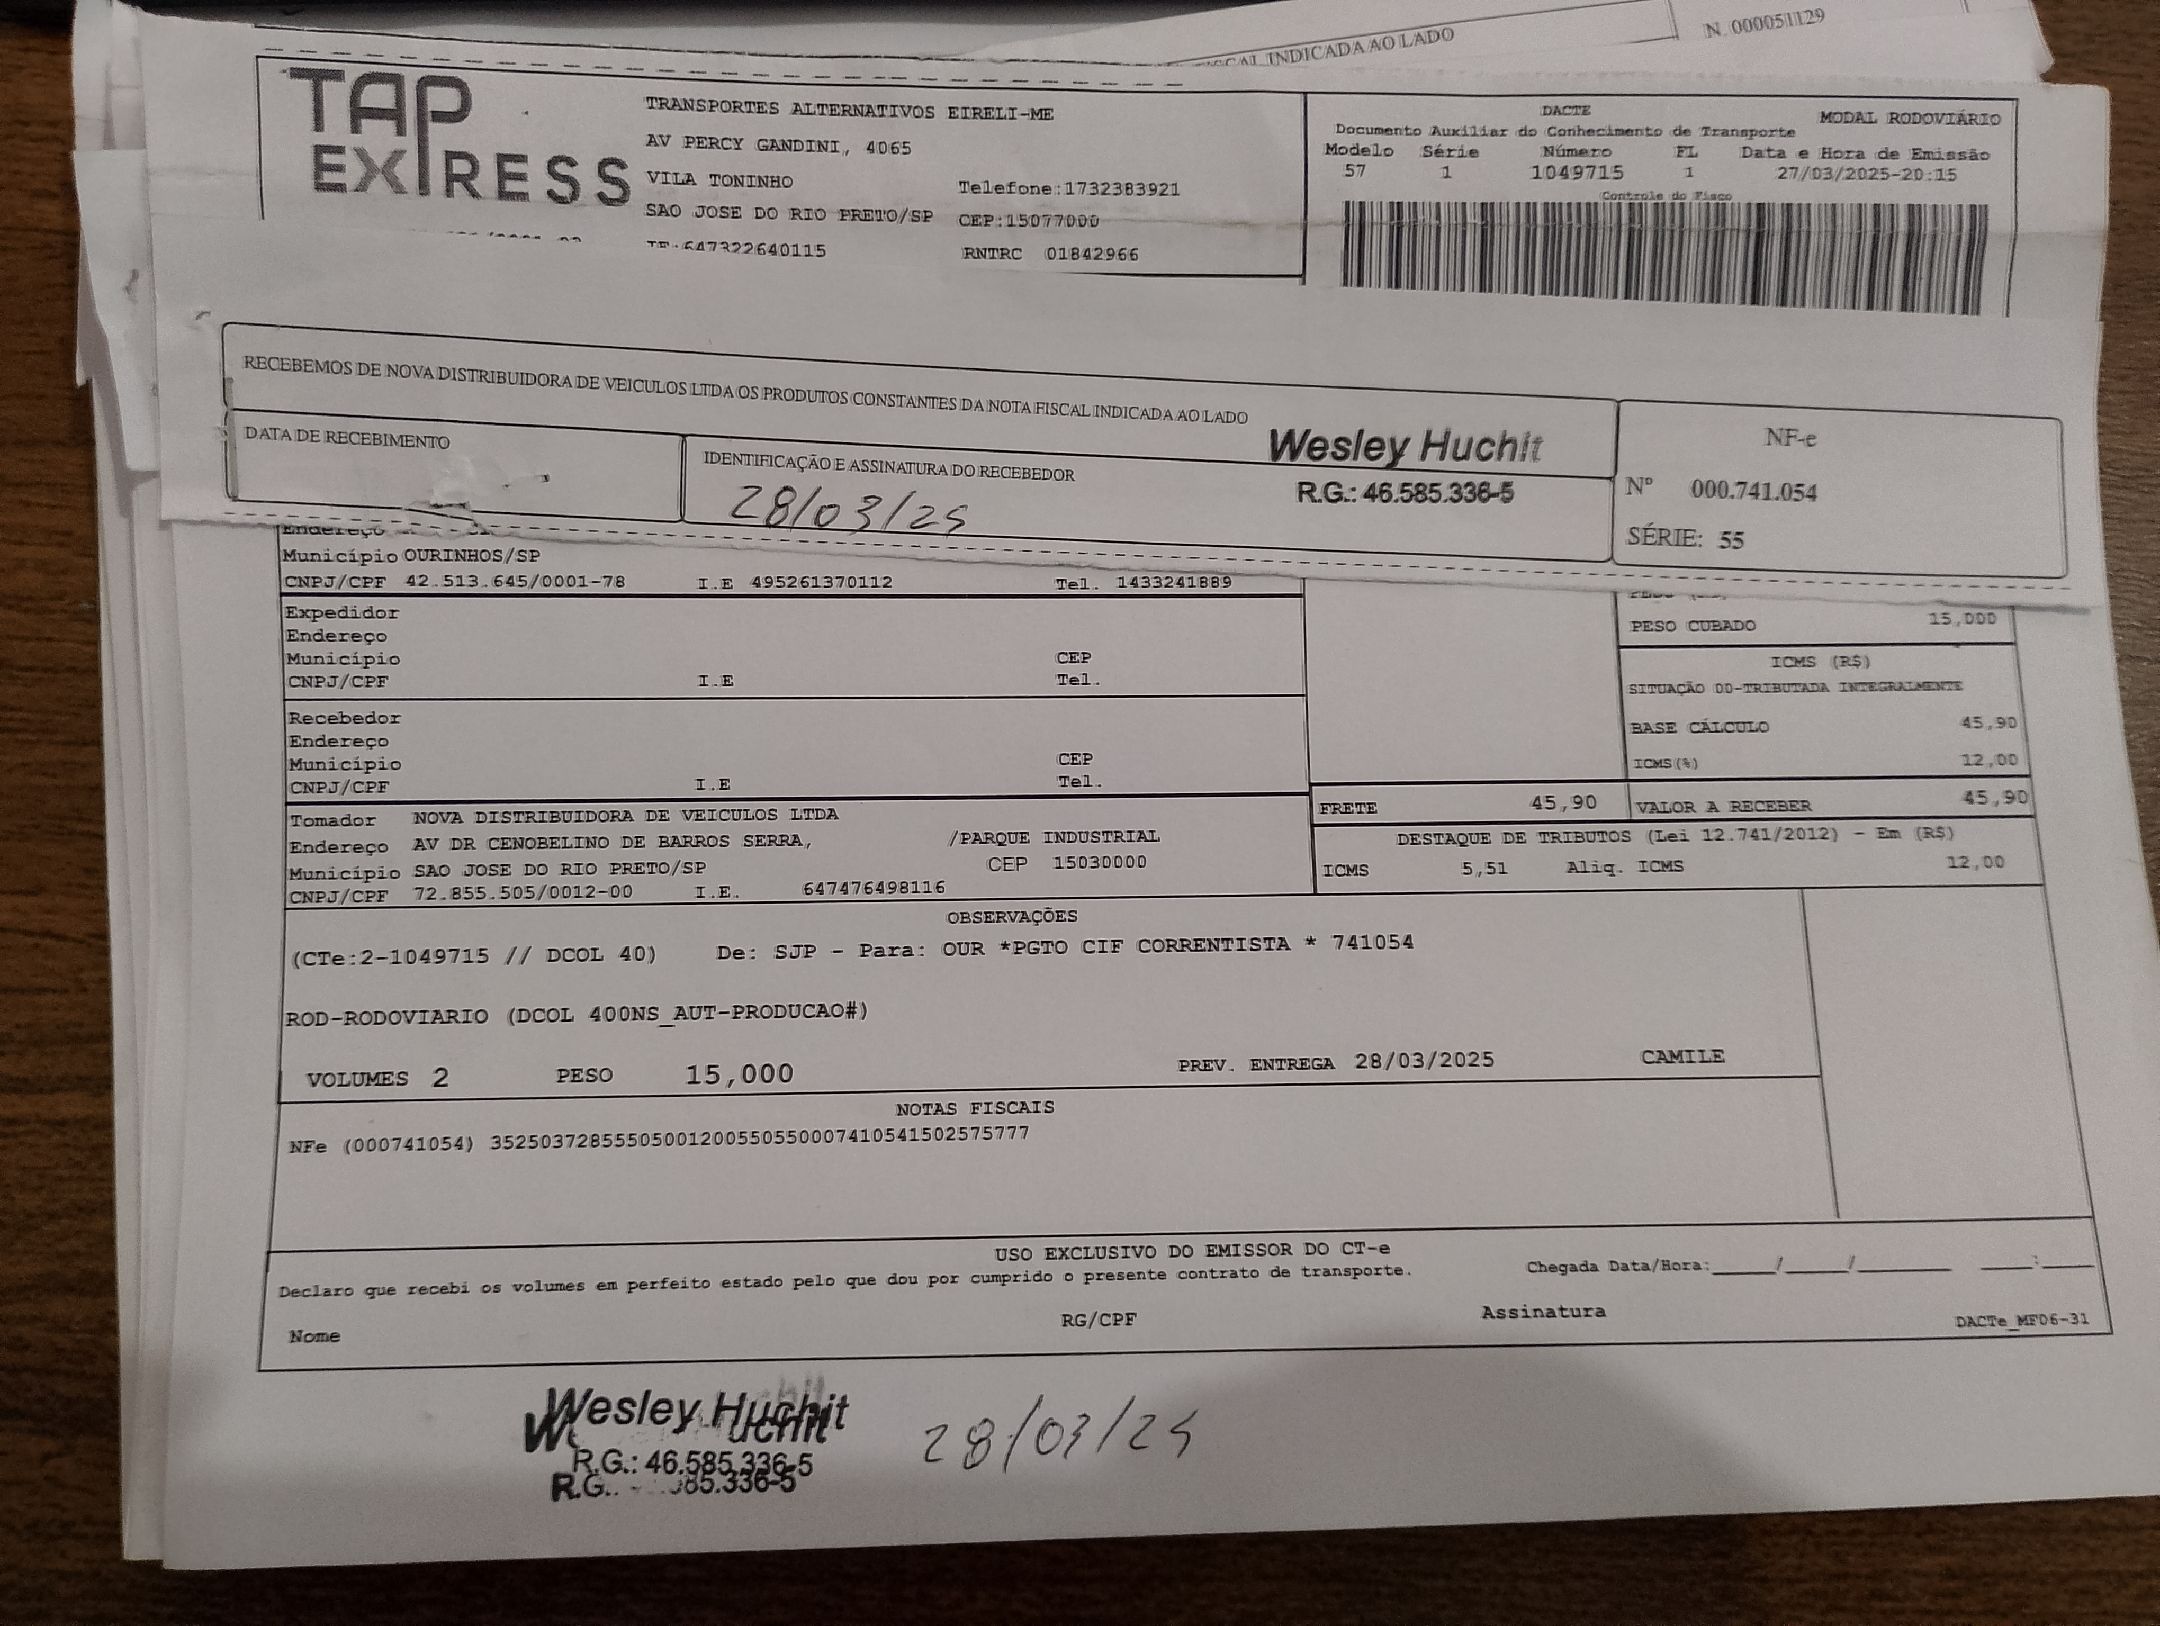 N 000051129
FISCAL INDICADA AO LADO
TAP EXPRESS
TRANSPORTES ALTERNATIVOS EIRELI-ME
AV PERCY GANDINI, 4065
VILA TONINHO
Telefone:1732383921
SAO JOSE DO RIO PRETO/SP CEP:15077000
IE:647322640115 RNTRC 01842966
DACTE MODAL RODOVIÁRIO
Documento Auxiliar do Conhecimento de Transporte
Modelo Série Número FL Data e Hora de Emissão
57 1 1049715 1 27/03/2025-20:15
Controle do Fisco
RECEBEMOS DE NOVA DISTRIBUIDORA DE VEICULOS LTDA OS PRODUTOS CONSTANTES DA NOTA FISCAL INDICADA AO LADO
DATA DE RECEBIMENTO
IDENTIFICAÇÃO E ASSINATURA DO RECEBEDOR
28/03/25
Wesley Huchit
R.G.: 46.585.336-5
NF-e
Nº 000.741.054
SÉRIE: 55
Endereço
Município OURINHOS/SP
CNPJ/CPF 42.513.645/0001-78 I.E 495261370112 Tel. 1433241889
Expedidor
Endereço
Município CEP
CNPJ/CPF I.E Tel.
Recebedor
Endereço
Município CEP
CNPJ/CPF I.E Tel.
PESO CUBADO 15,000
ICMS (R$)
SITUAÇÃO 00-TRIBUTADA INTEGRALMENTE
BASE CÁLCULO 45,90
ICMS(%) 12,00
FRETE 45,90 VALOR A RECEBER 45,90
Tomador NOVA DISTRIBUIDORA DE VEICULOS LTDA
Endereço AV DR CENOBELINO DE BARROS SERRA, /PARQUE INDUSTRIAL
Município SAO JOSE DO RIO PRETO/SP CEP 15030000
CNPJ/CPF 72.855.505/0012-00 I.E. 647476498116
DESTAQUE DE TRIBUTOS (Lei 12.741/2012) - Em (R$)
ICMS 5,51 Aliq. ICMS 12,00
OBSERVAÇÕES
(CTe:2-1049715 // DCOL 40) De: SJP - Para: OUR *PGTO CIF CORRENTISTA * 741054
ROD-RODOVIARIO (DCOL 400NS_AUT-PRODUCAO#)
VOLUMES 2 PESO 15,000 PREV. ENTREGA 28/03/2025 CAMILE
NOTAS FISCAIS
NFe (000741054) 35250372855505001200550550007410541502575777
USO EXCLUSIVO DO EMISSOR DO CT-e
Declaro que recebi os volumes em perfeito estado pelo que dou por cumprido o presente contrato de transporte.
Chegada Data/Hora:____/____/______ ___:___
Nome RG/CPF Assinatura DACTe_MF06-31
Wesley Huchit
R.G.: 46.585.336-5
28/03/25